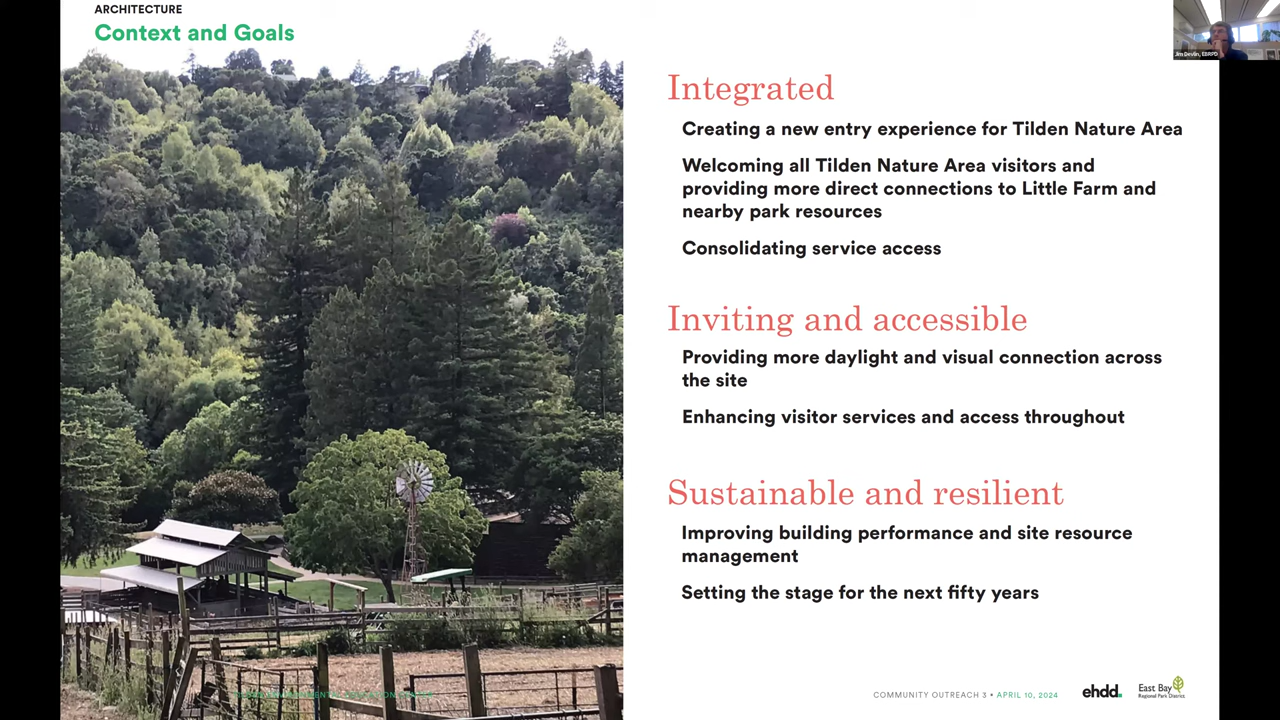 ARCHITECTURE
Context and Goals
Jim Devlin, EBRPD
Integrated
Creating a new entry experience for Tilden Nature Area
Welcoming all Tilden Nature Area visitors and
providing more direct connections to Little Farm and
nearby park resources
Consolidating service access
Inviting and accessible
Providing more daylight and visual connection across
the site
Enhancing visitor services and access throughout
Sustainable and resilient
Improving building performance and site resource
management
Setting the stage for the next fifty years
COMMUNITY OUTREACH 3 • APRIL 10, 2024
ehdd.
East Bay
Regional Park District